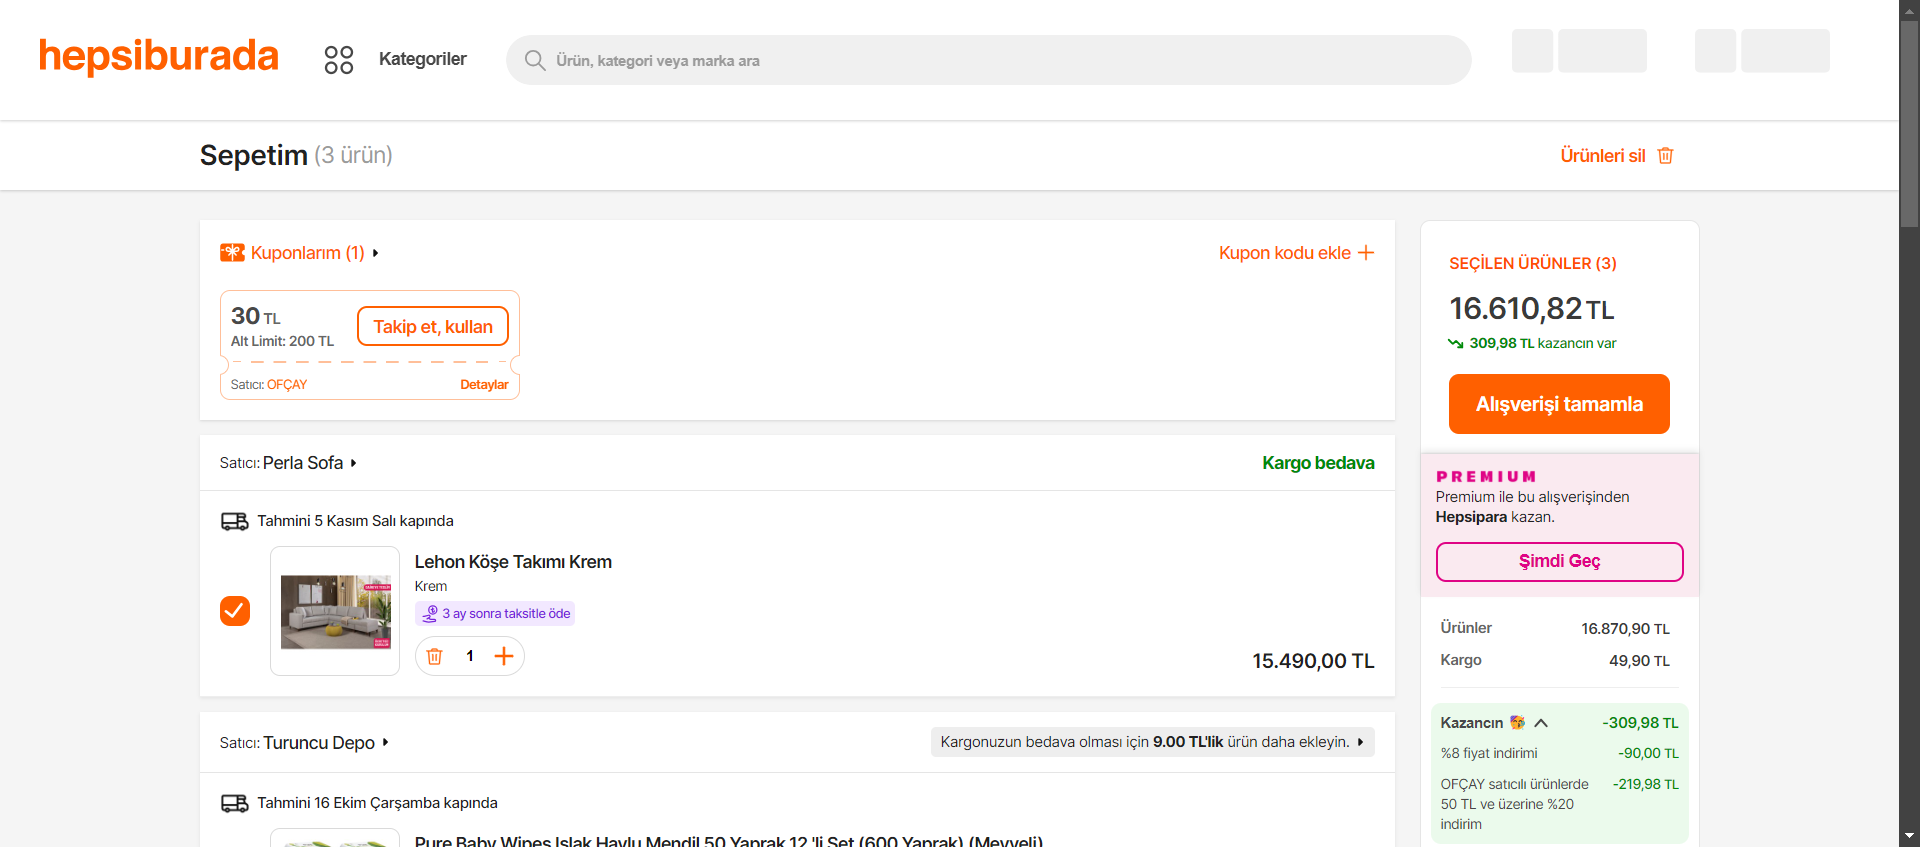 hepsiburada
Kategoriler
Ürün, kategori veya marka ara
Sepetim (3 ürün)
Ürünleri sil
Kuponlarım (1)
Kupon kodu ekle
30 TL
Alt Limit: 200 TL
Takip et, kullan
Satıcı: OFÇAY
Detaylar
Satıcı: Perla Sofa
Kargo bedava
Tahmini 5 Kasım Salı kapında
Lehon Köşe Takımı Krem
Krem
3 ay sonra taksitle öde
1
15.490,00 TL
Satıcı: Turuncu Depo
Kargonuzun bedava olması için 9.00 TL'lik ürün daha ekleyin.
Tahmini 16 Ekim Çarşamba kapında
Pure Baby Wipes Islak Havlu Mendil 50 Yaprak 12 'li Set (600 Yaprak) (Meyveli)
SEÇİLEN ÜRÜNLER (3)
16.610,82 TL
309,98 TL kazancın var
Alışverişi tamamla
PREMIUM
Premium ile bu alışverişinden
Hepsipara kazan.
Şimdi Geç
Ürünler 16.870,90 TL
Kargo 49,90 TL
Kazancın -309,98 TL
%8 fiyat indirimi -90,00 TL
OFÇAY satıcılı ürünlerde -219,98 TL
50 TL ve üzerine %20
indirim